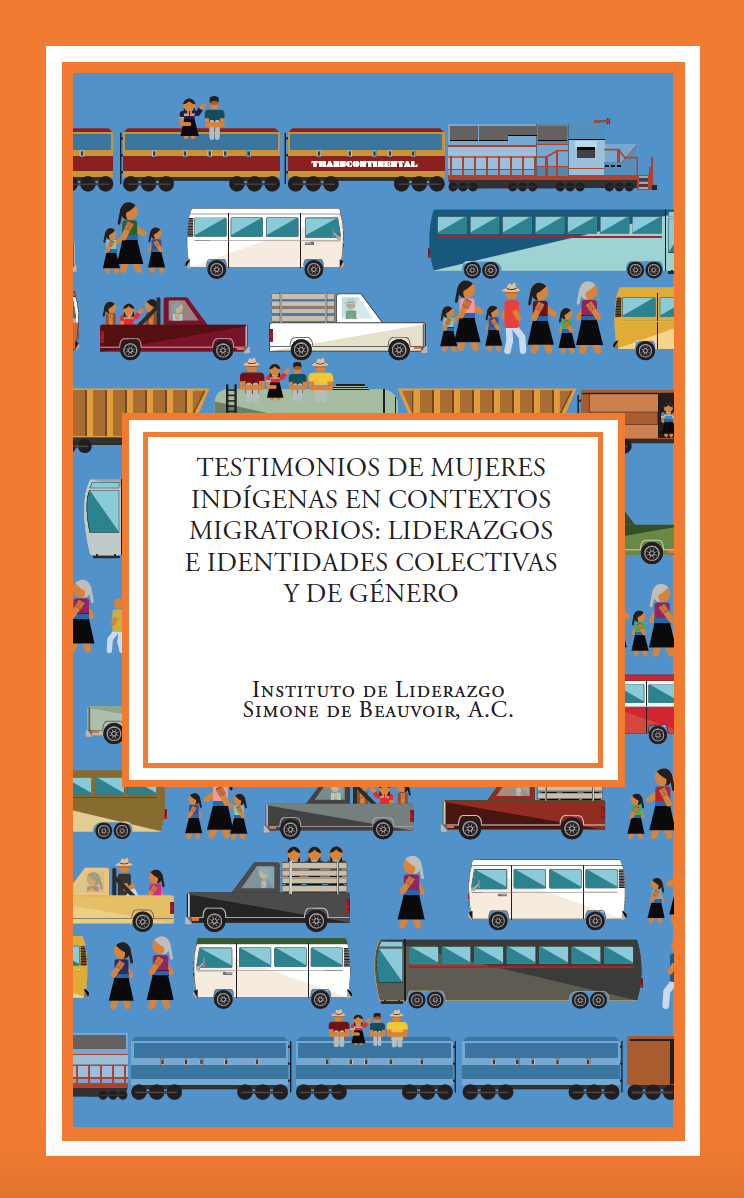 TRANSCONTINENTAL
TESTIMONIOS DE MUJERES
INDÍGENAS EN CONTEXTOS
MIGRATORIOS: LIDERAZGOS
E IDENTIDADES COLECTIVAS
Y DE GÉNERO
Instituto de Liderazgo
Simone de Beauvoir, A.C.